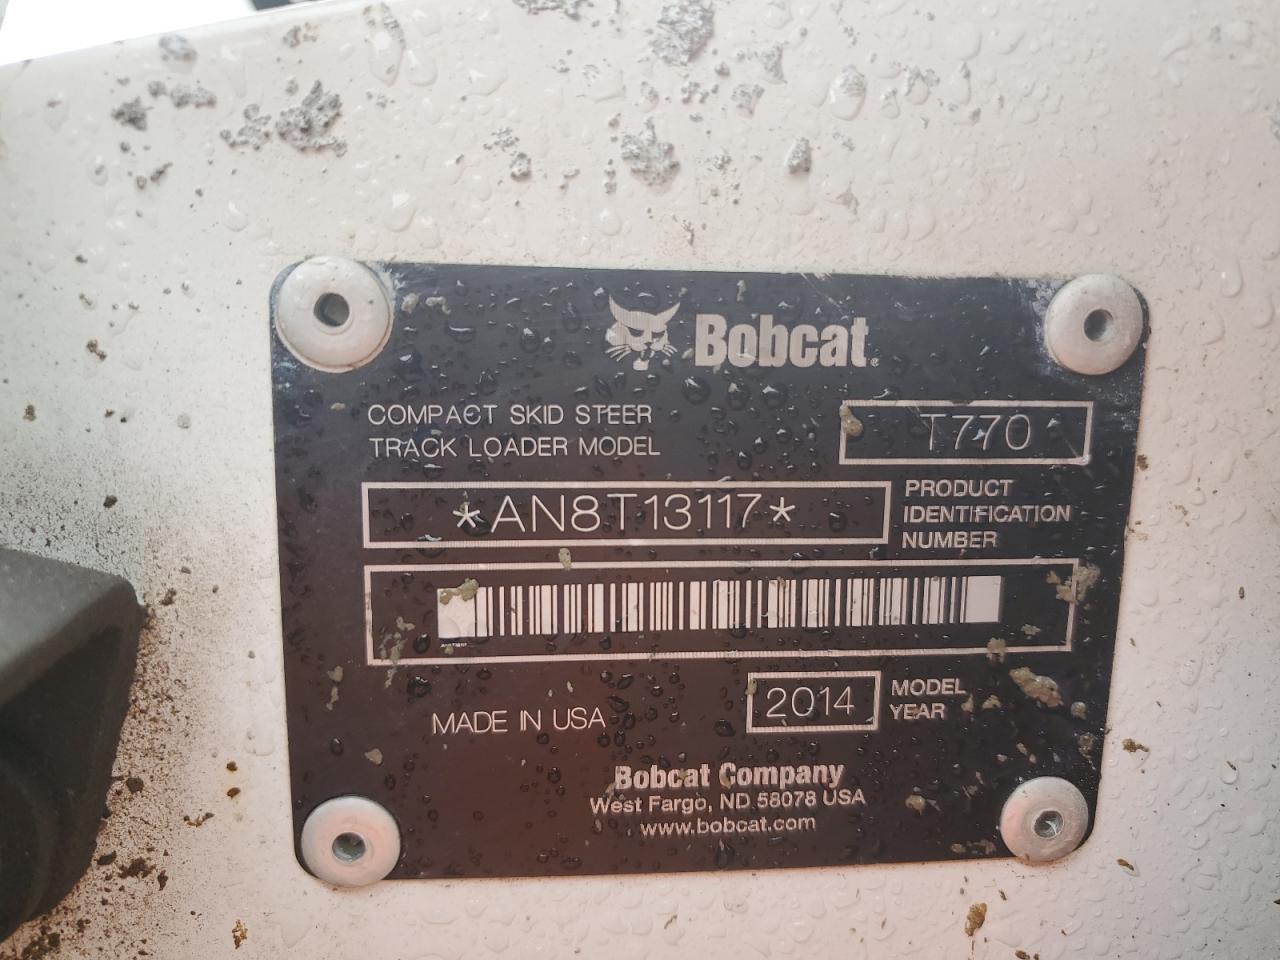 Bobcat
COMPACT SKID STEER
TRACK LOADER MODEL
T770
*AN8T13117*
PRODUCT
IDENTIFICATION
NUMBER
MADE IN USA
2014
MODEL
YEAR
Bobcat Company
West Fargo, ND 58078 USA
www.bobcat.com